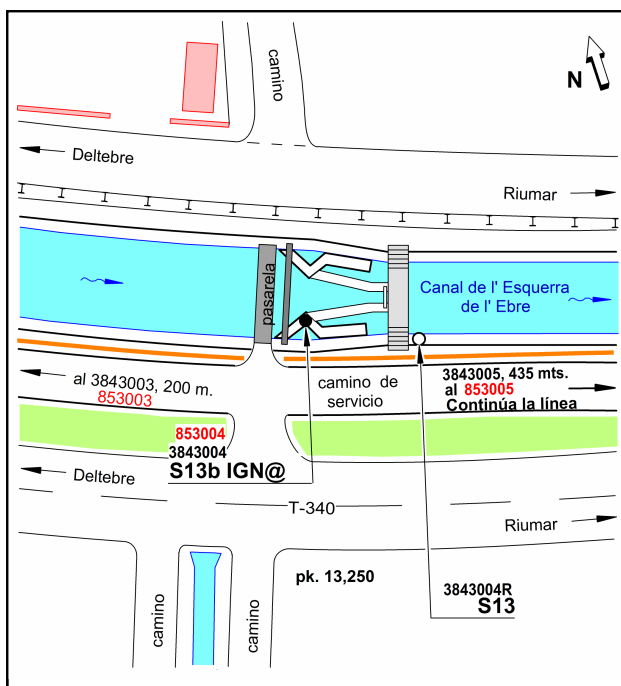 camino
N
Deltebre
Riumar
pasarela
Canal de l' Esquerra
de l' Ebre
al 3843003, 200 m.
853003
camino de
servicio
3843005, 435 mts.
al 853005
Continúa la línea
853004
3843004
S13b IGN@
Deltebre
T-340
Riumar
pk. 13,250
3843004R
S13
camino
camino